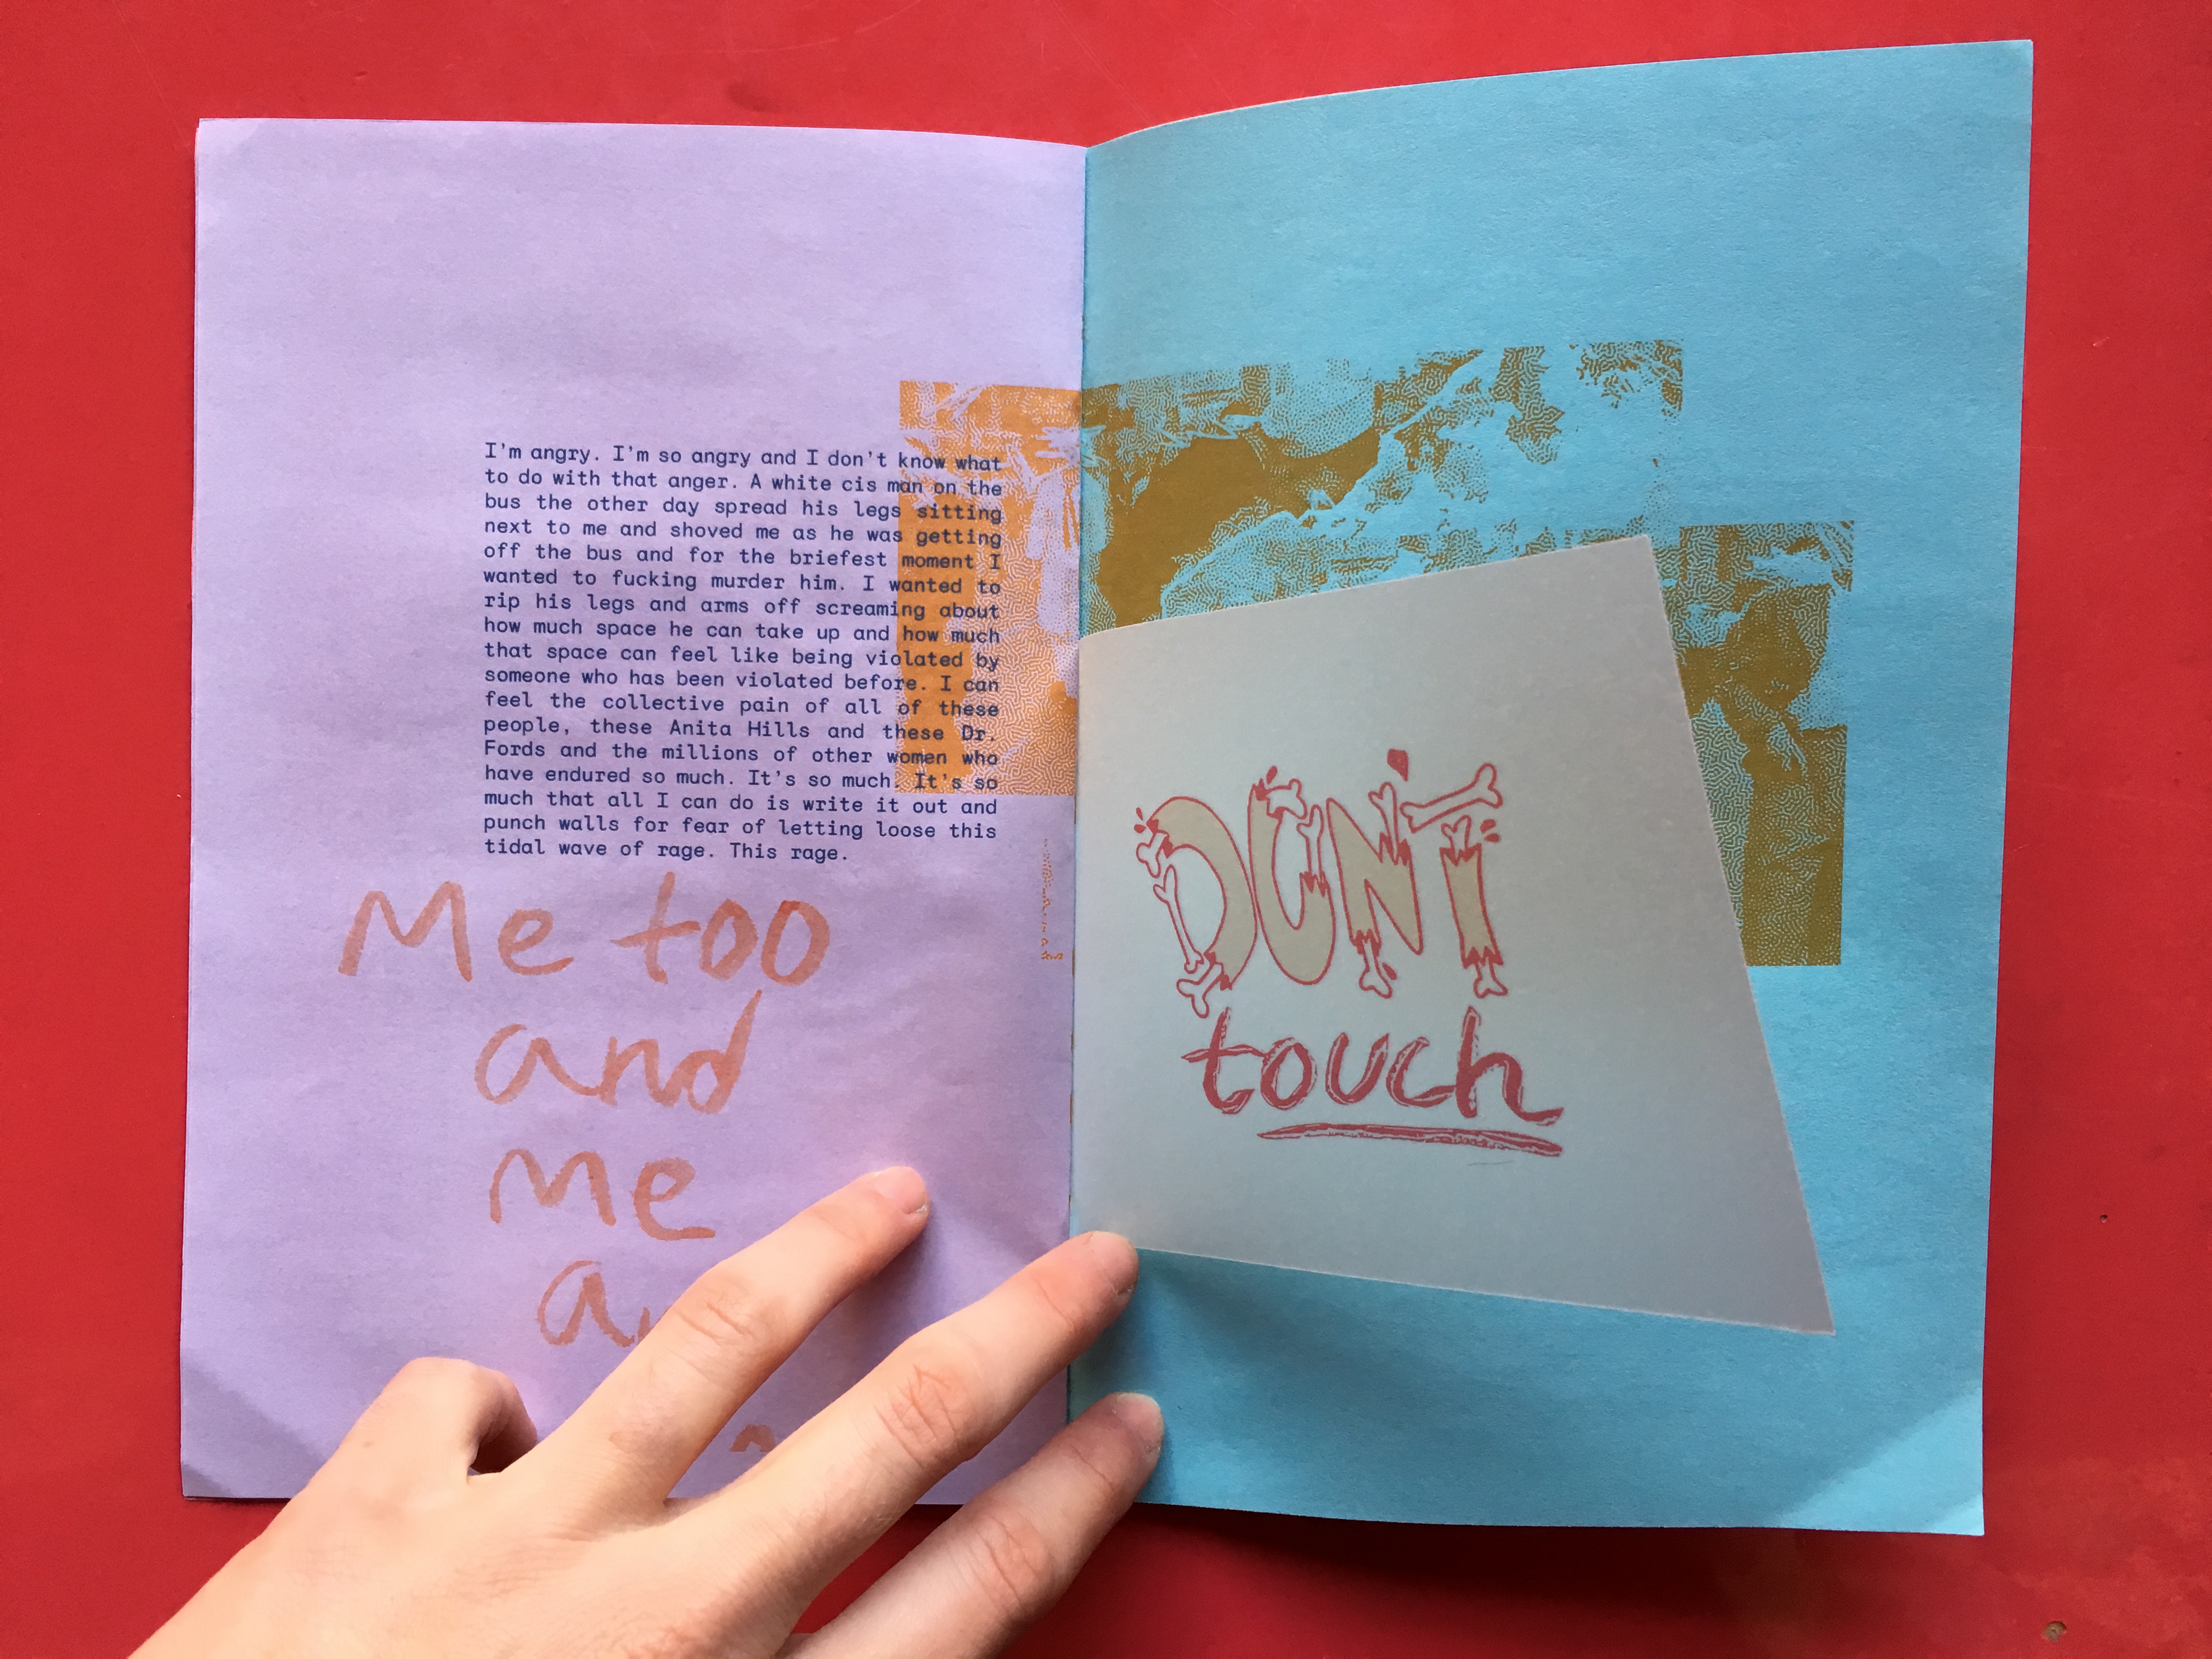 I'm angry. I'm so angry and I don't know what
to do with that anger. A white cis man on the
bus the other day spread his legs sitting
next to me and shoved me as he was getting
off the bus and for the briefest moment I
wanted to fucking murder him. I wanted to
rip his legs and arms off screaming about
how much space he can take up and how much
that space can feel like being violated by
someone who has been violated before. I can
feel the collective pain of all of these
people, these Anita Hills and these Dr.
Fords and the millions of other women who
have endured so much. It's so much. It's so
much that all I can do is write it out and
punch walls for fear of letting loose this
tidal wave of rage. This rage.
Me too
and
me
DONT
touch